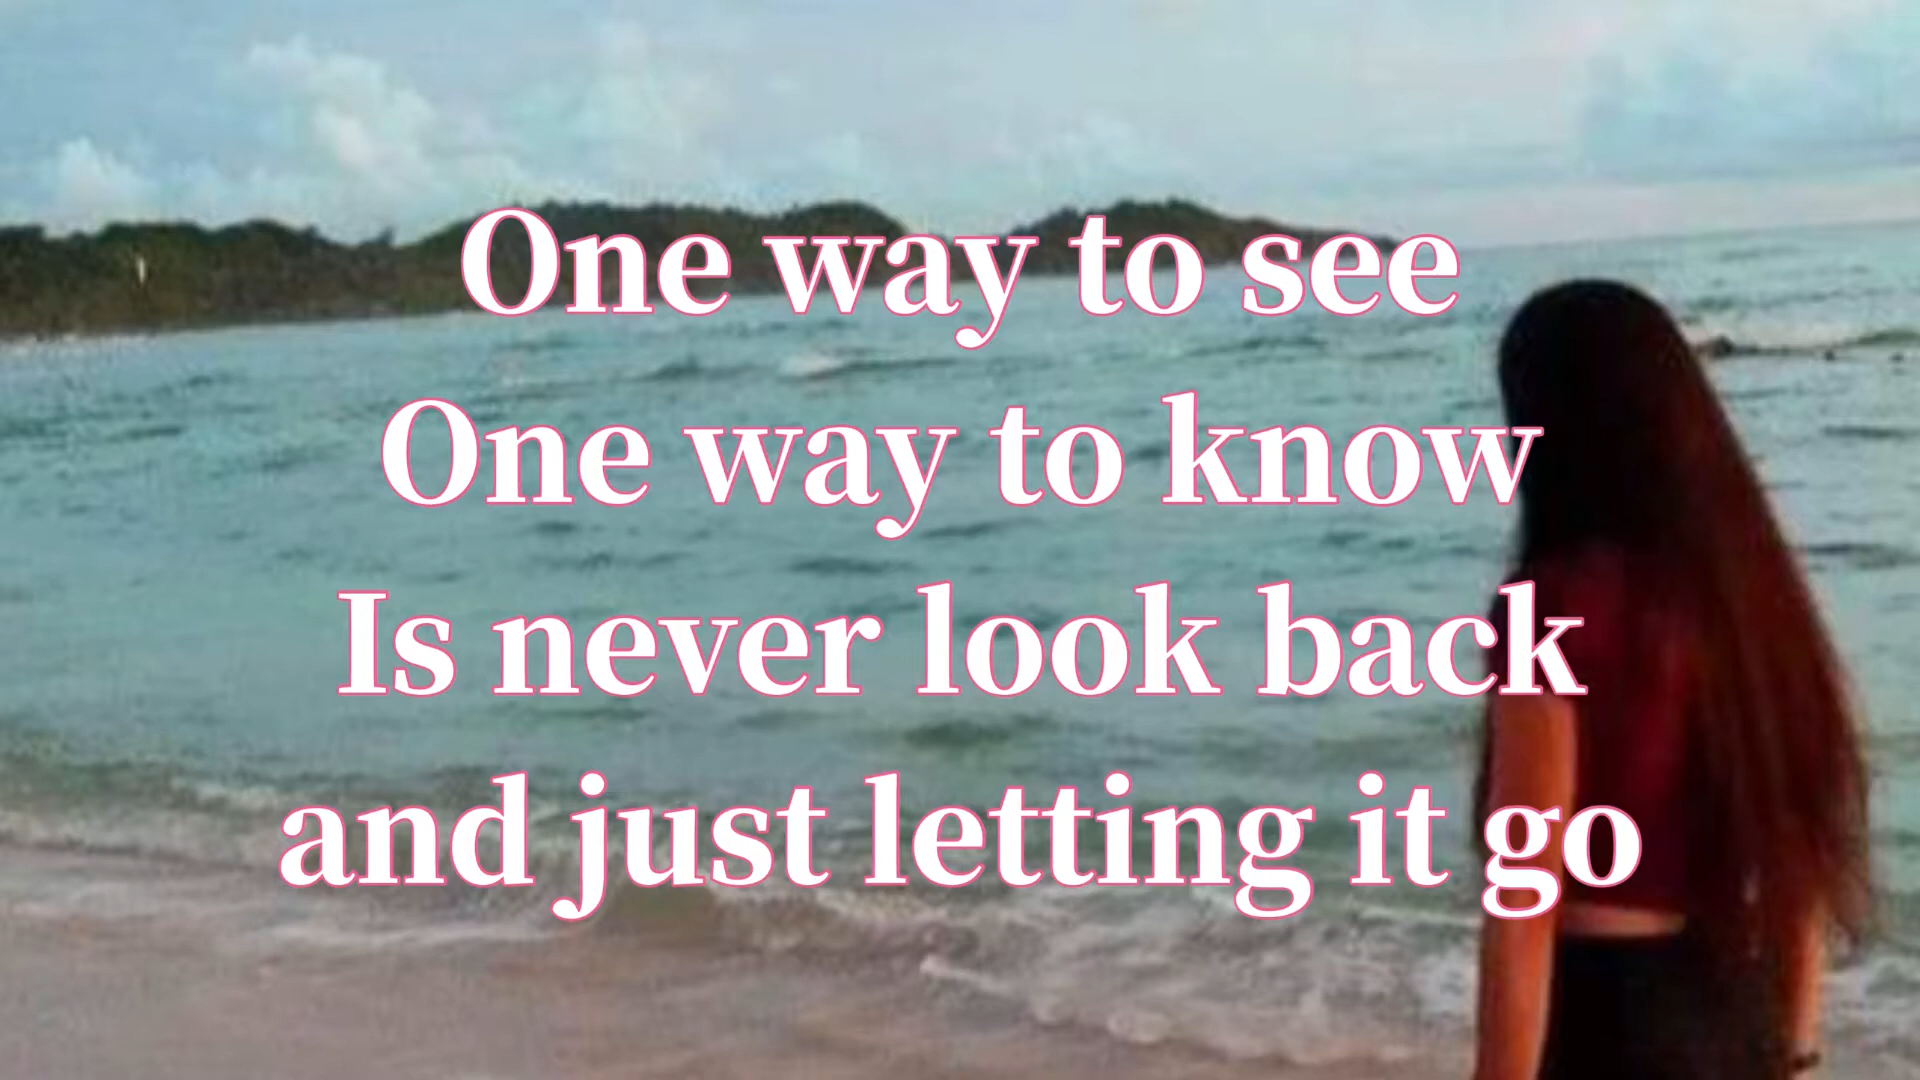 One way to see
One way to know
Is never look back
and just letting it go